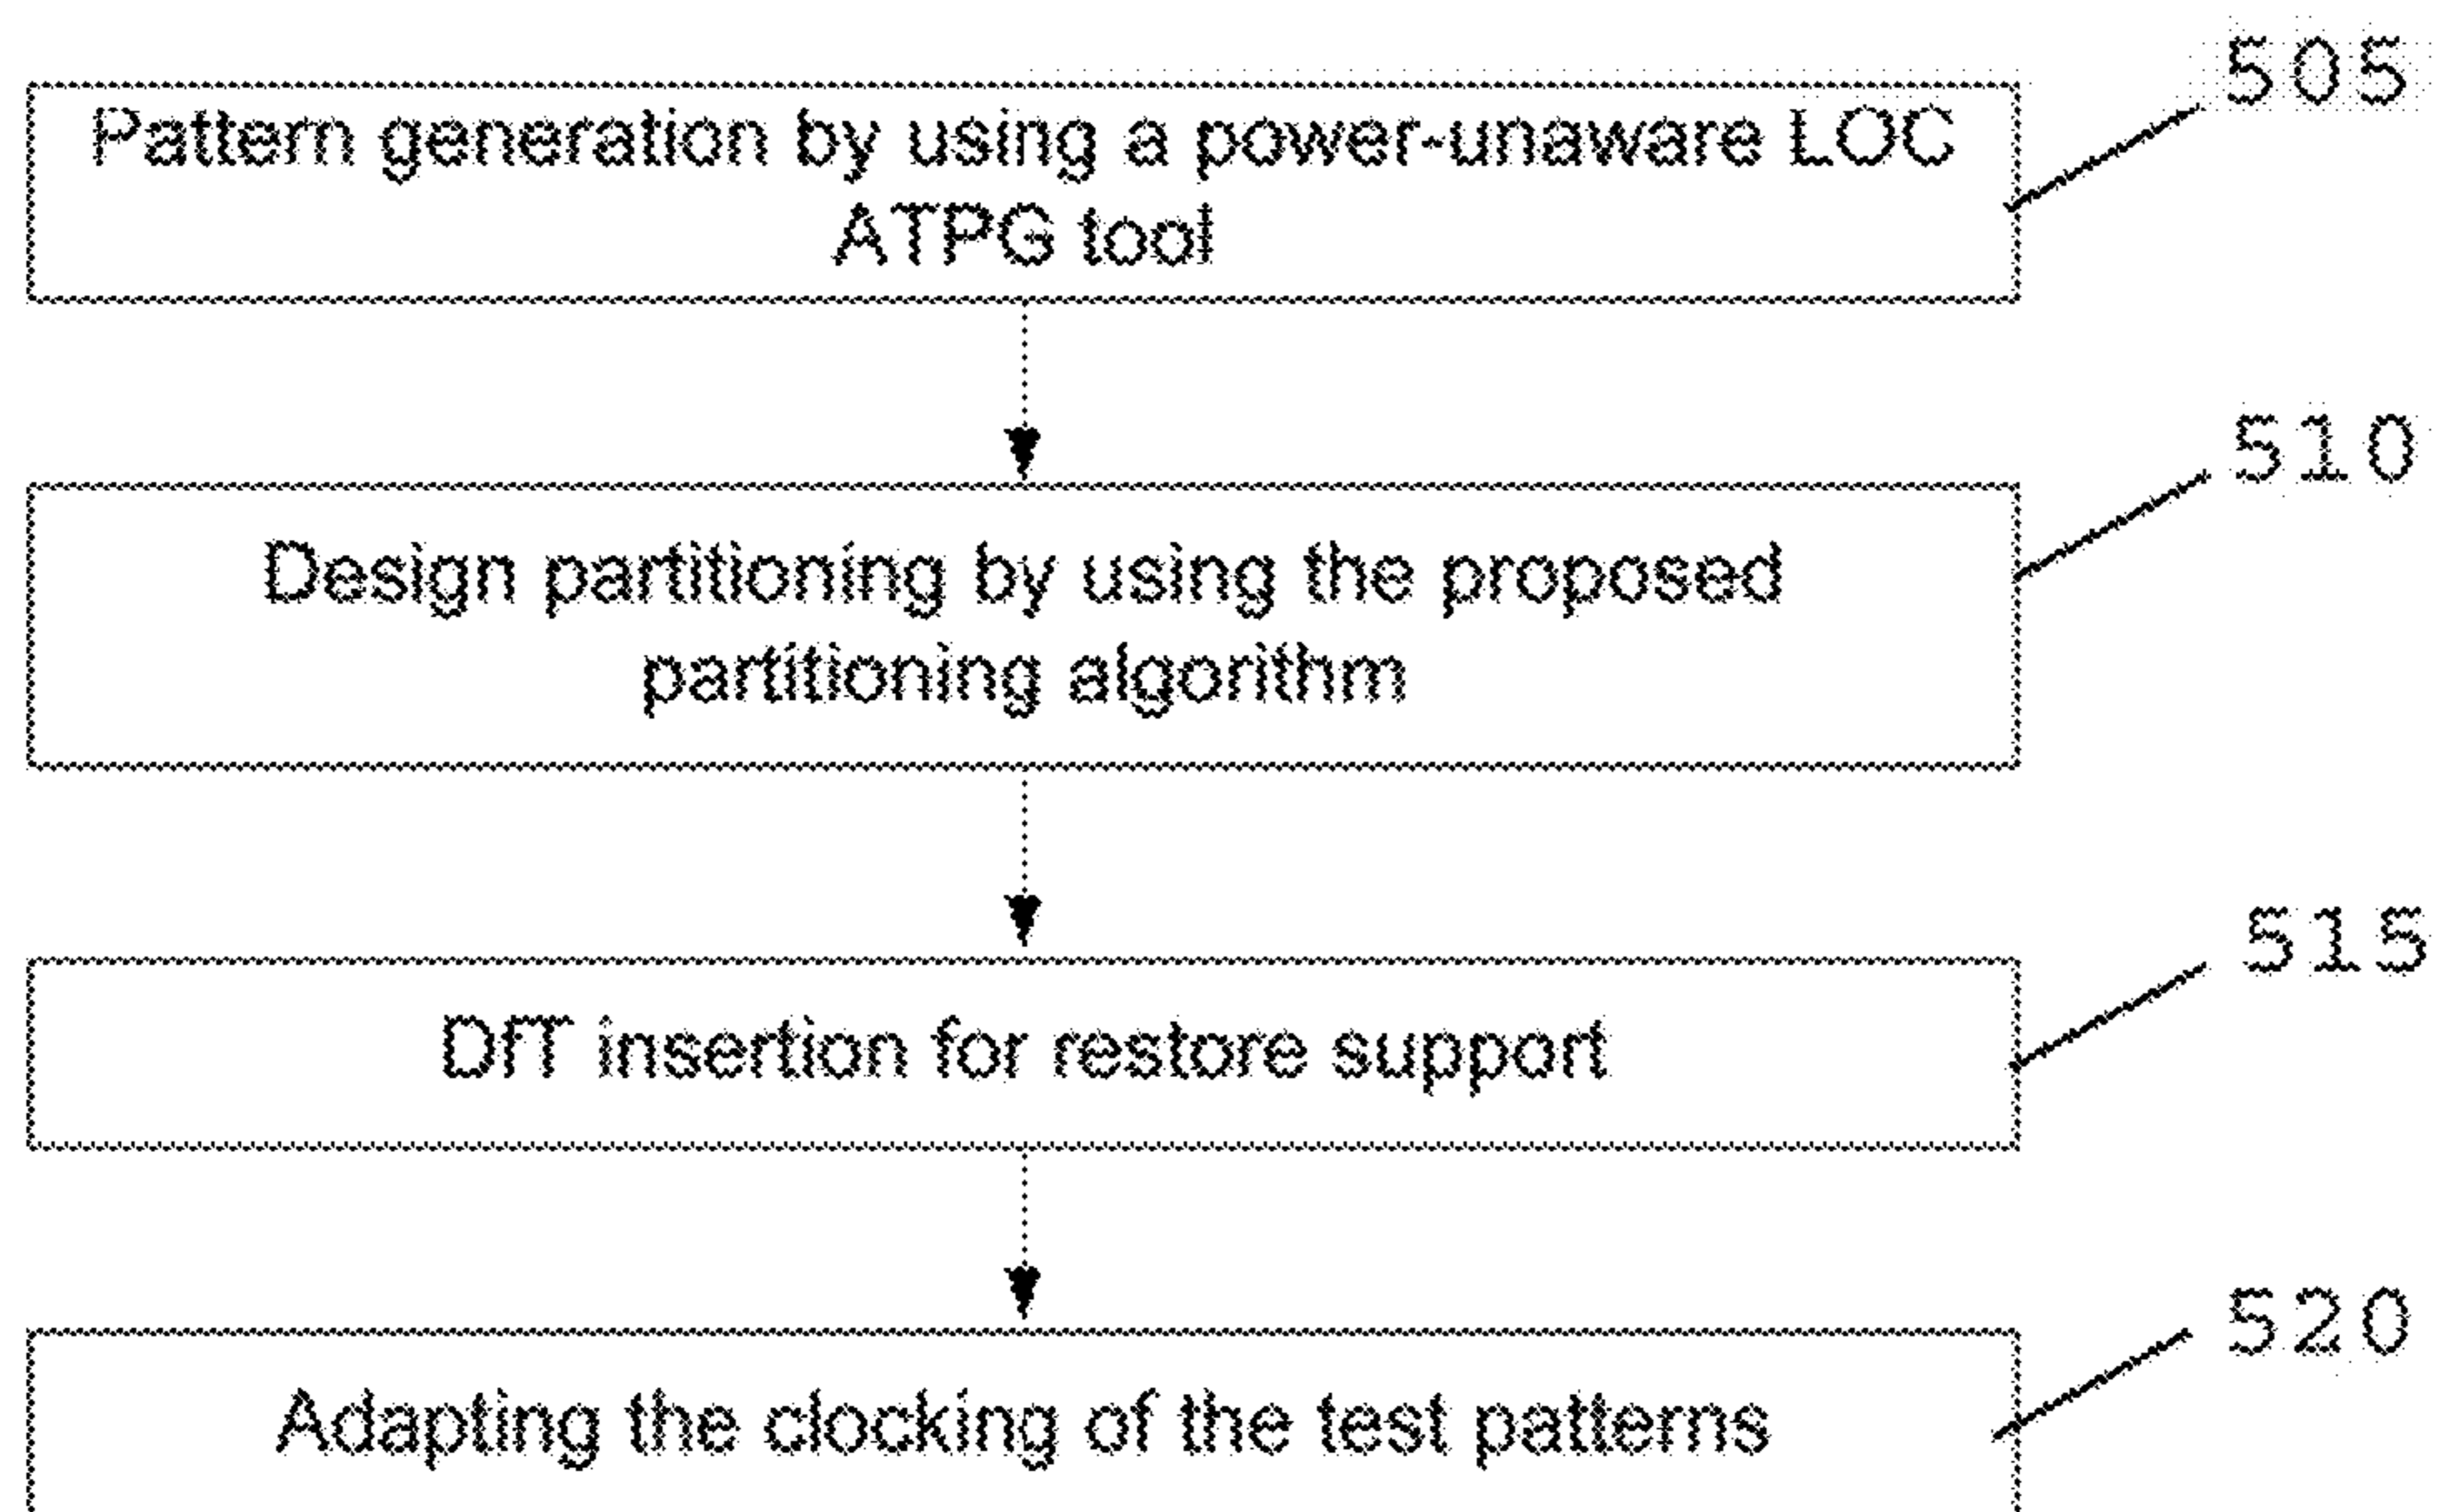 505
Pattern generation by using a power-unaware LOC
ATPG tool
510
Design partitioning by using the proposed
partitioning algorithm
515
DfT insertion for restore support
520
Adapting the clocking of the test patterns